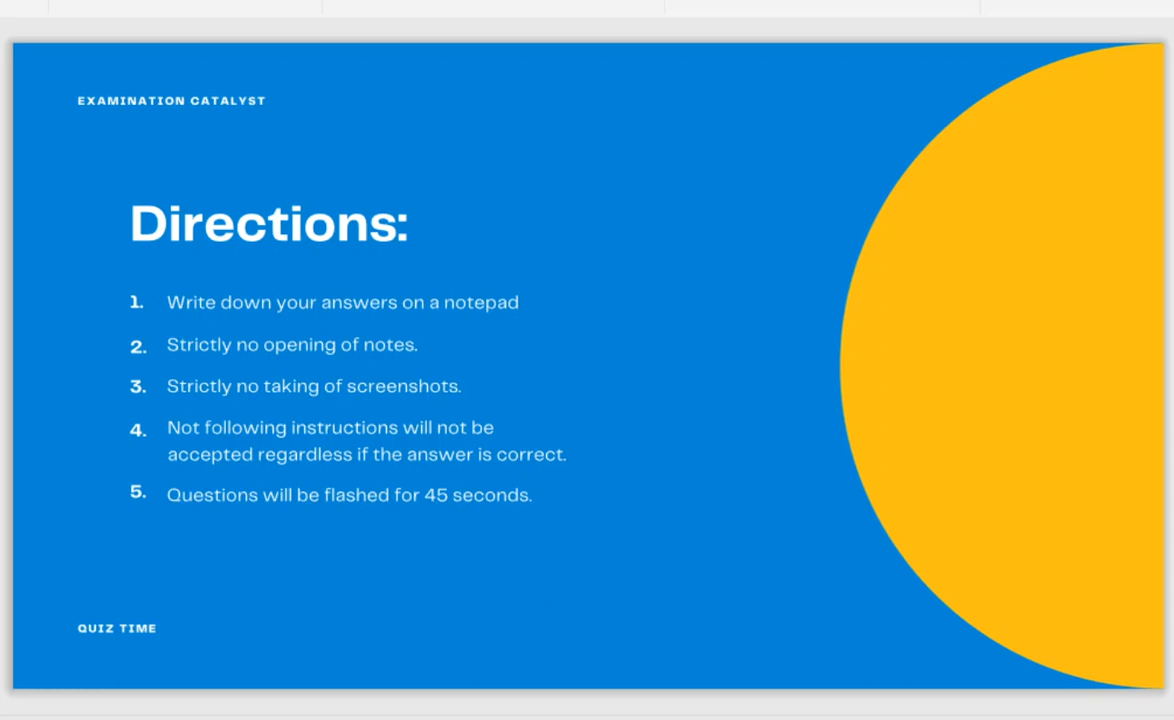 EXAMINATION CATALYST
Directions:
1. Write down your answers on a notepad
2. Strictly no opening of notes.
3. Strictly no taking of screenshots.
4. Not following instructions will not be
accepted regardless if the answer is correct.
5. Questions will be flashed for 45 seconds.
QUIZ TIME